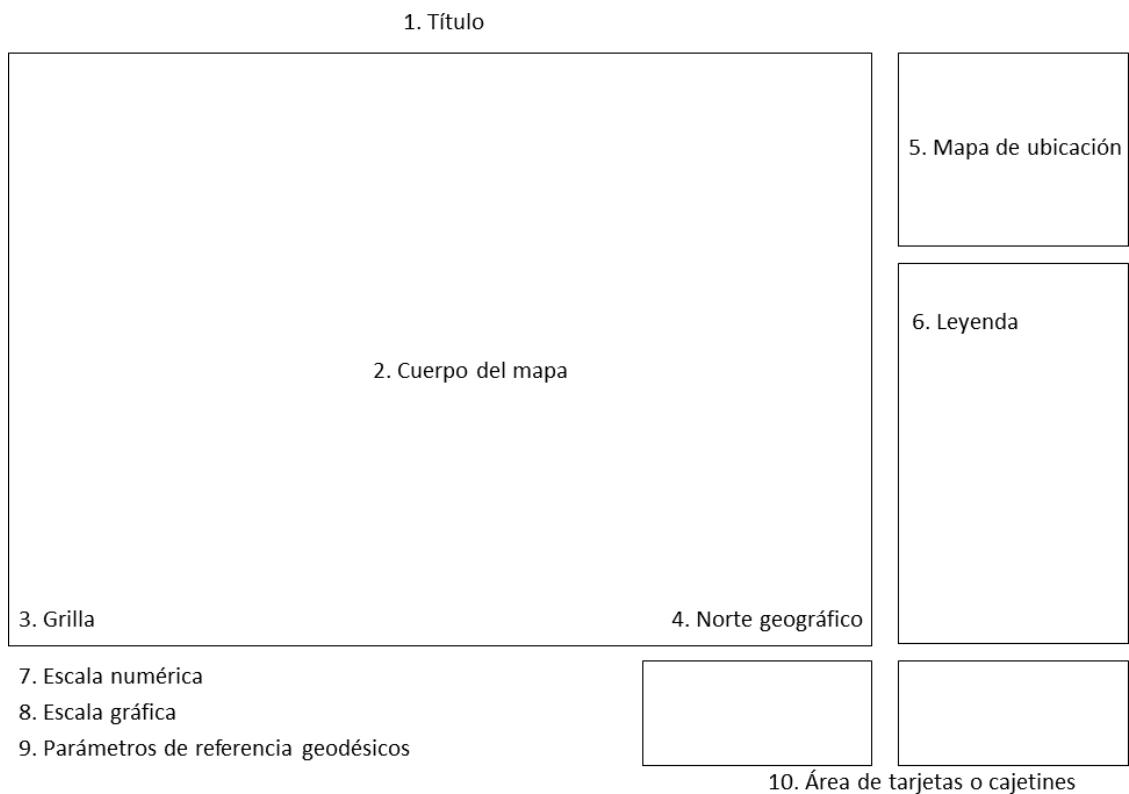 1. Título
5. Mapa de ubicación
6. Leyenda
2. Cuerpo del mapa
3. Grilla
4. Norte geográfico
7. Escala numérica
8. Escala gráfica
9. Parámetros de referencia geodésicos
10. Área de tarjetas o cajetines